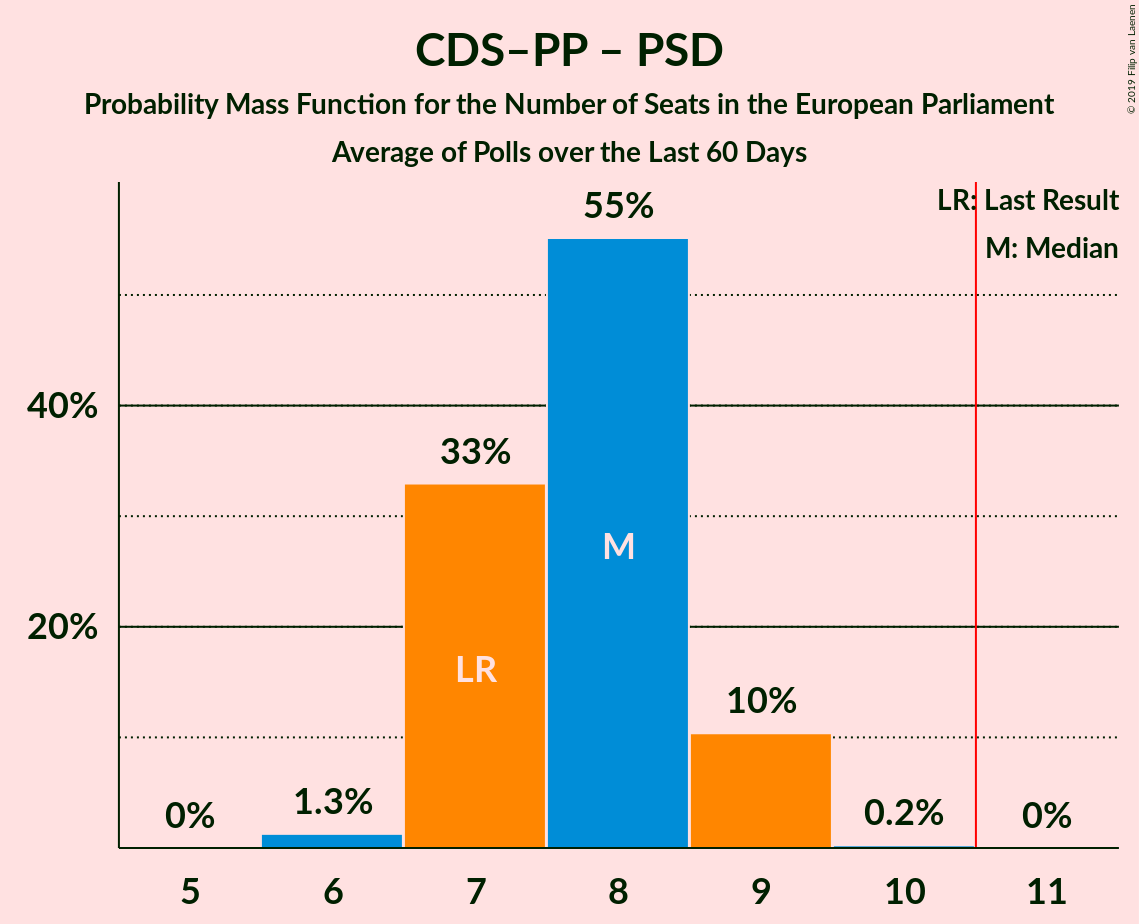 CDS–PP – PSD
Probability Mass Function for the Number of Seats in the European Parliament
Average of Polls over the Last 60 Days
© 2019 Filip van Laenen
LR: Last Result
M: Median
55%
40%
33%
M
20%
LR
10%
0%
1.3%
0.2%
0%
5 6 7 8 9 10 11